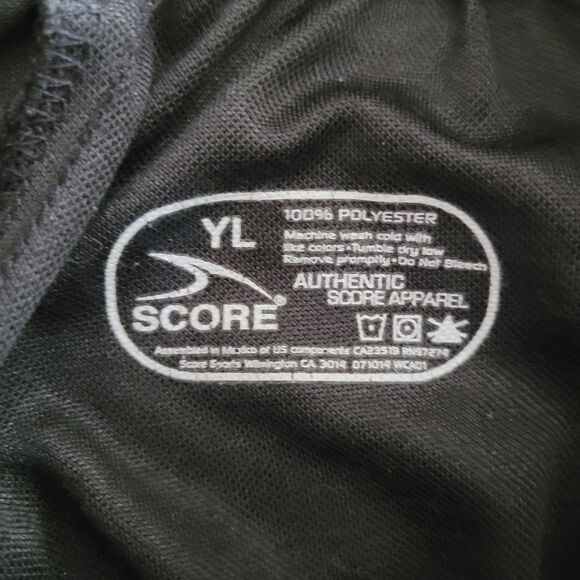 YL
SCORE®
100% POLYESTER
Machine wash cold with
like colors•Tumble dry low
Remove promptly•Do Not Bleach
AUTHENTIC
SCORE APPAREL
Assembled in Mexico of US components CA23519 RN97274
Score Sports Wilmington CA 3014 071014 WCA01